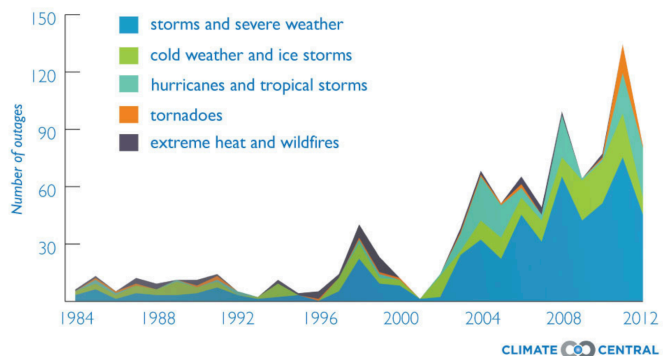 150
120
90
60
30
Number of outages
storms and severe weather
cold weather and ice storms
hurricanes and tropical storms
tornadoes
extreme heat and wildfires
1984 1988 1992 1996 2000 2004 2008 2012
CLIMATE CENTRAL